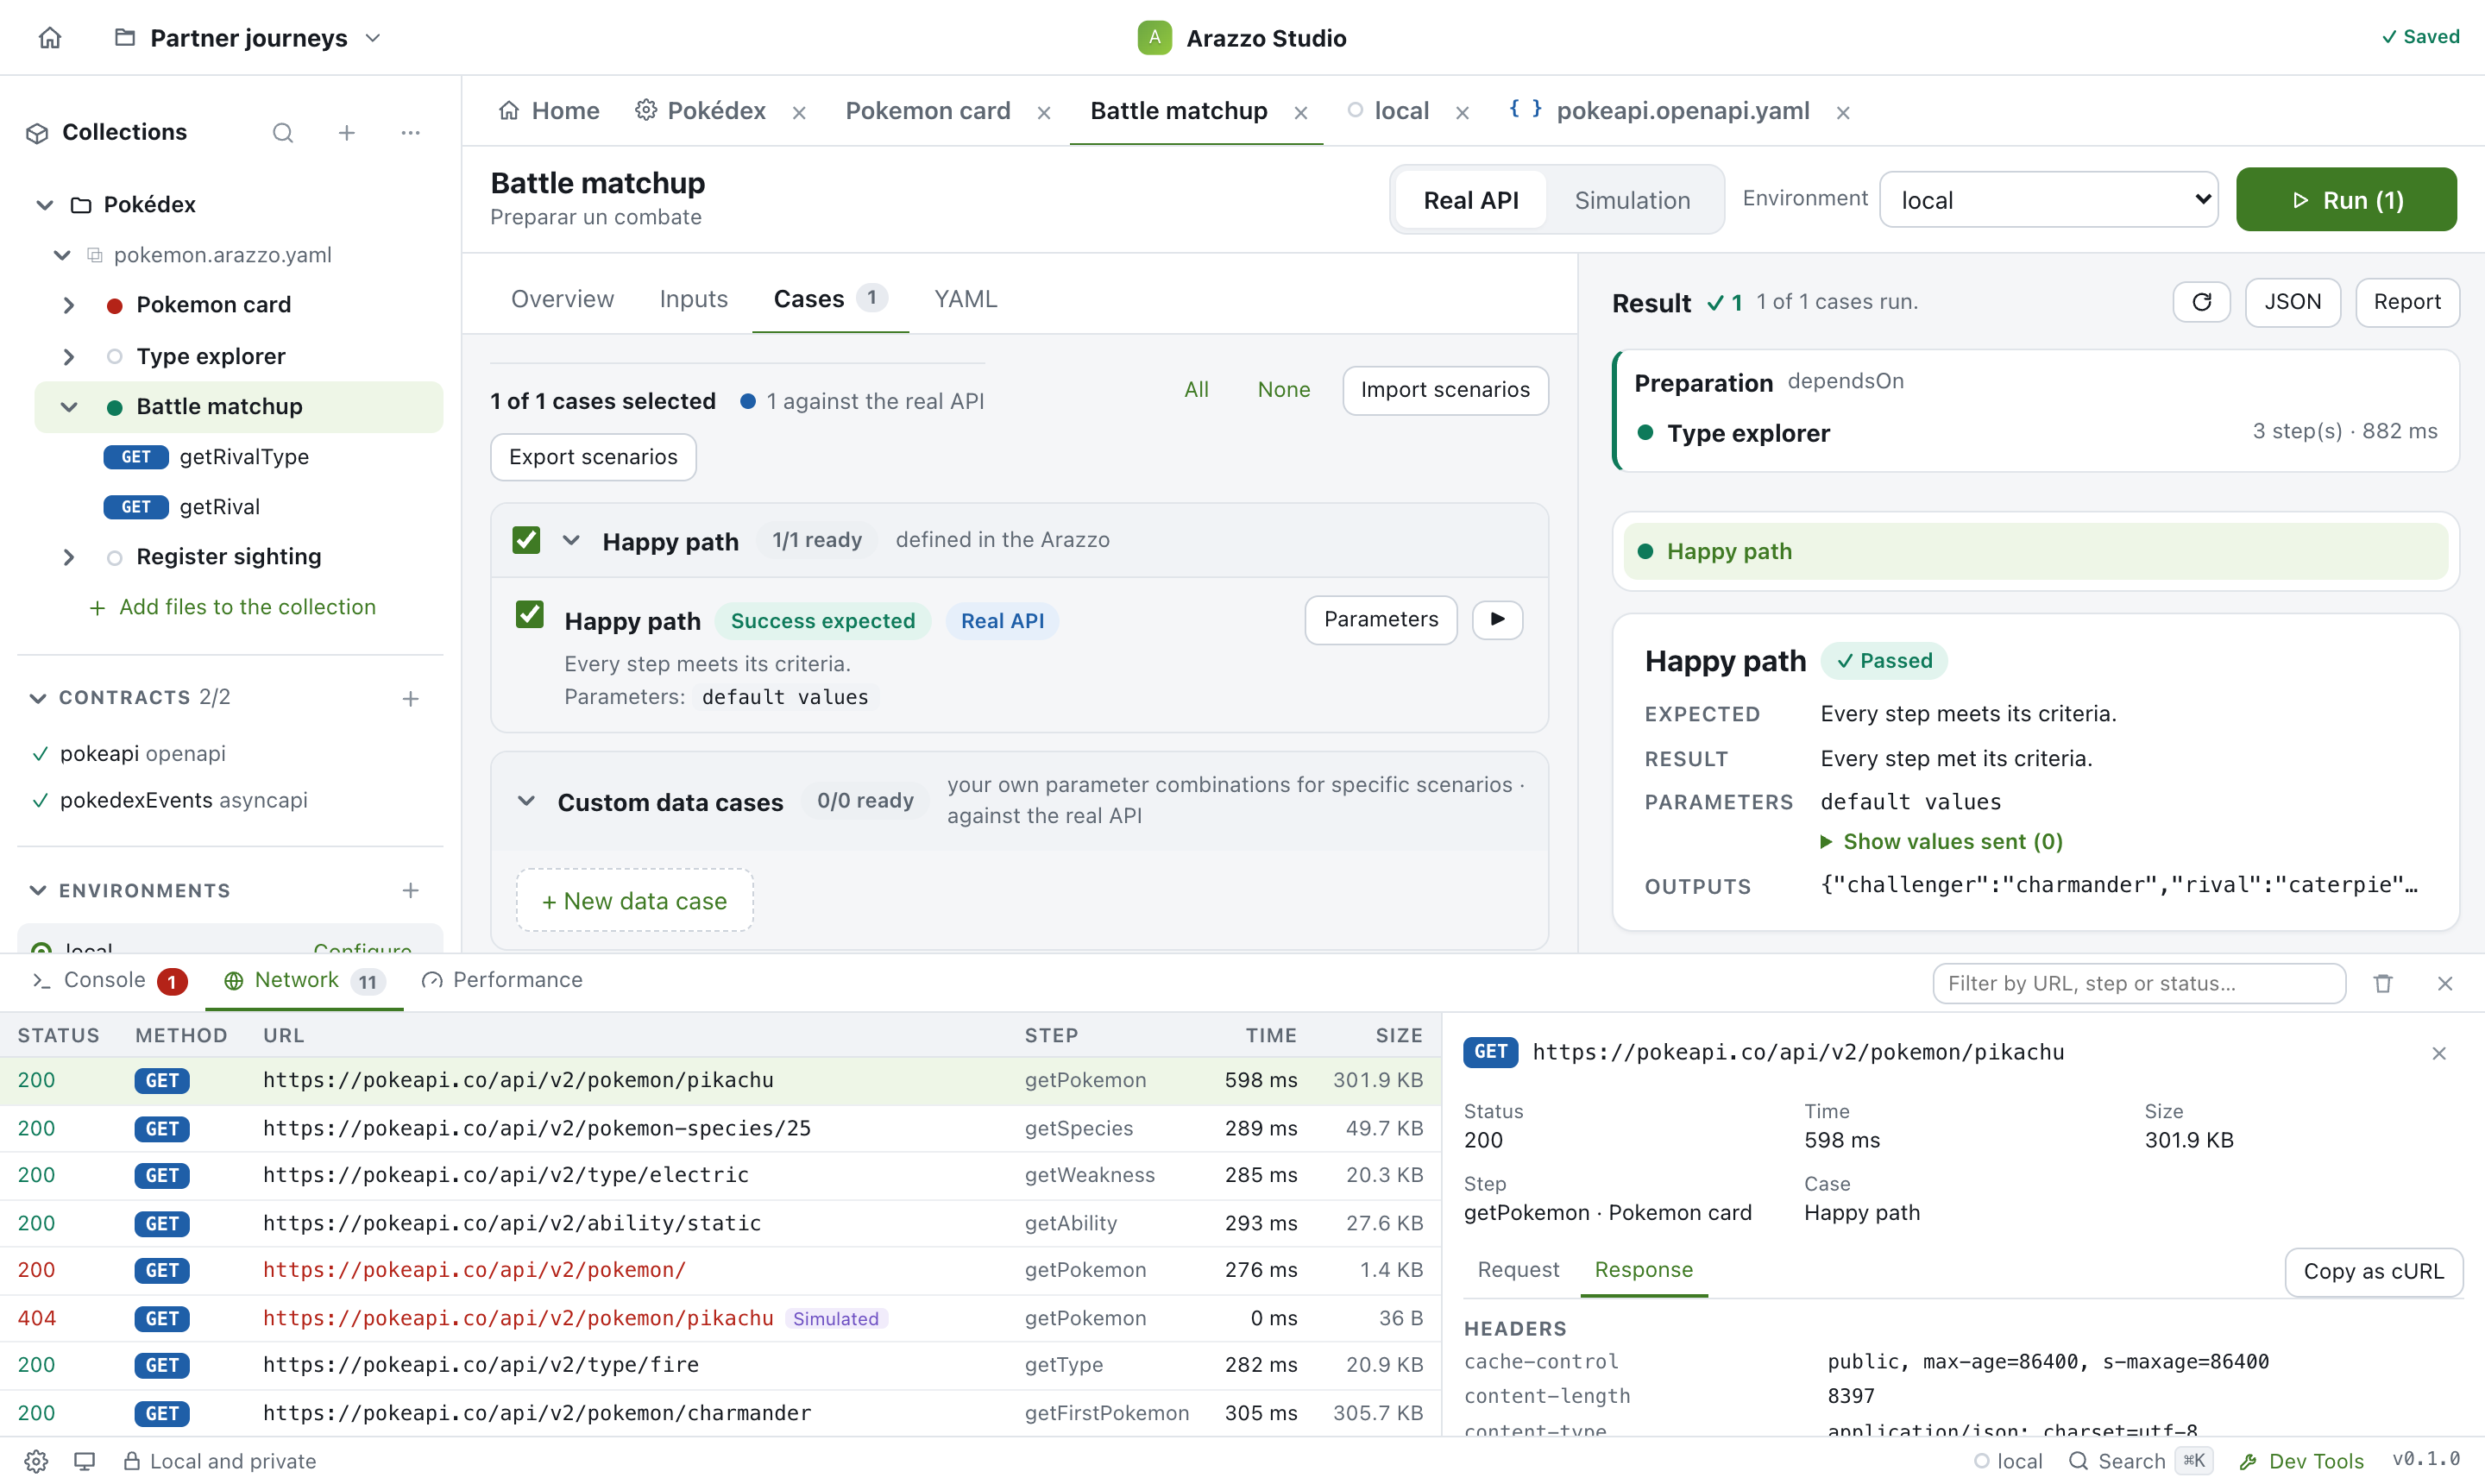 Partner journeys
A Arazzo Studio
Saved
Collections
Pokédex
pokemon.arazzo.yaml
Pokemon card
Type explorer
Battle matchup
GET getRivalType
GET getRival
Register sighting
+ Add files to the collection
CONTRACTS 2/2
pokeapi openapi
pokedexEvents asyncapi
ENVIRONMENTS
local Configure
Home
Pokédex
Pokemon card
Battle matchup
local
{ } pokeapi.openapi.yaml
Battle matchup
Preparar un combate
Real API Simulation
Environment local
Run (1)
Overview Inputs Cases 1 YAML
1 of 1 cases selected 1 against the real API
All None Import scenarios
Export scenarios
Happy path 1/1 ready defined in the Arazzo
Happy path Success expected Real API Parameters
Every step meets its criteria.
Parameters: default values
Custom data cases 0/0 ready your own parameter combinations for specific scenarios ·
against the real API
+ New data case
Result 1 1 of 1 cases run. JSON Report
Preparation dependsOn
Type explorer 3 step(s) · 882 ms
Happy path
Happy path Passed
EXPECTED Every step meets its criteria.
RESULT Every step met its criteria.
PARAMETERS default values
Show values sent (0)
OUTPUTS {"challenger":"charmander","rival":"caterpie"…
Console 1 Network 11 Performance
Filter by URL, step or status...
STATUS METHOD URL STEP TIME SIZE
200 GET https://pokeapi.co/api/v2/pokemon/pikachu getPokemon 598 ms 301.9 KB
200 GET https://pokeapi.co/api/v2/pokemon-species/25 getSpecies 289 ms 49.7 KB
200 GET https://pokeapi.co/api/v2/type/electric getWeakness 285 ms 20.3 KB
200 GET https://pokeapi.co/api/v2/ability/static getAbility 293 ms 27.6 KB
200 GET https://pokeapi.co/api/v2/pokemon/ getPokemon 276 ms 1.4 KB
404 GET https://pokeapi.co/api/v2/pokemon/pikachu Simulated getPokemon 0 ms 36 B
200 GET https://pokeapi.co/api/v2/type/fire getType 282 ms 20.9 KB
200 GET https://pokeapi.co/api/v2/pokemon/charmander getFirstPokemon 305 ms 305.7 KB
GET https://pokeapi.co/api/v2/pokemon/pikachu
Status Time Size
200 598 ms 301.9 KB
Step Case
getPokemon · Pokemon card Happy path
Request Response Copy as cURL
HEADERS
cache-control public, max-age=86400, s-maxage=86400
content-length 8397
content-type application/json; charset=utf-8
Local and private
local Search ⌘K Dev Tools v0.1.0